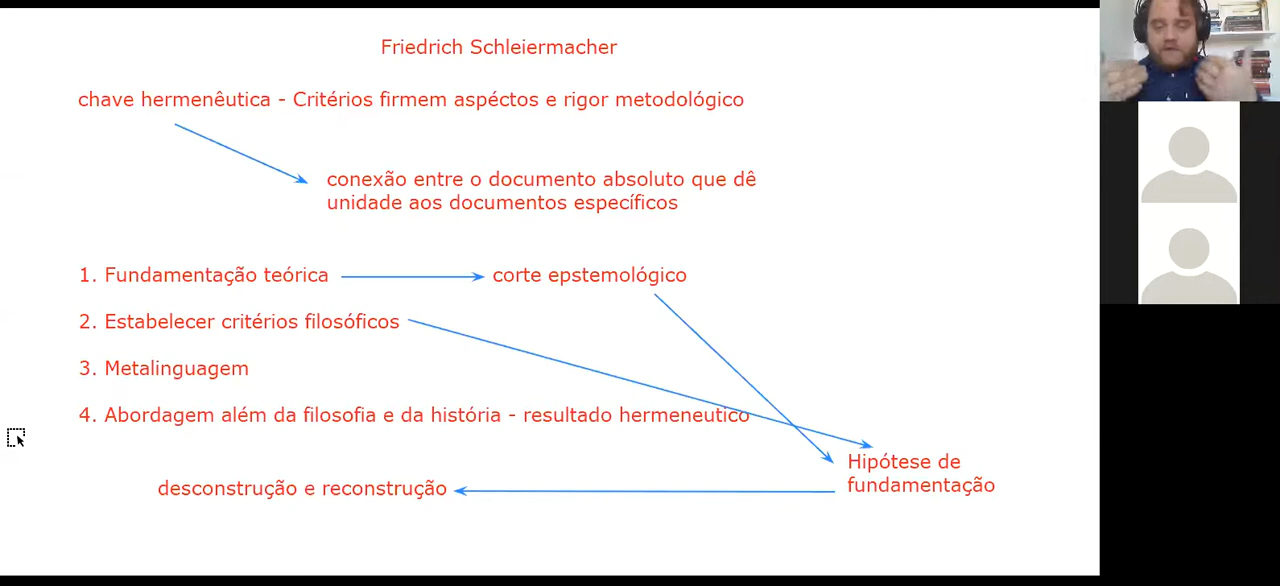 Friedrich Schleiermacher
chave hermenêutica - Critérios firmem aspéctos e rigor metodológico
conexão entre o documento absoluto que dê
unidade aos documentos específicos
1. Fundamentação teórica
corte epstemológico
2. Estabelecer critérios filosóficos
3. Metalinguagem
4. Abordagem além da filosofia e da história - resultado hermeneutico
Hipótese de
fundamentação
desconstrução e reconstrução